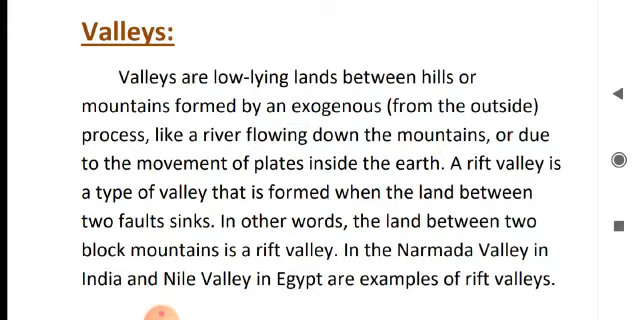 Valleys:
Valleys are low-lying lands between hills or
mountains formed by an exogenous (from the outside)
process, like a river flowing down the mountains, or due
to the movement of plates inside the earth. A rift valley is
a type of valley that is formed when the land between
two faults sinks. In other words, the land between two
block mountains is a rift valley. In the Narmada Valley in
India and Nile Valley in Egypt are examples of rift valleys.